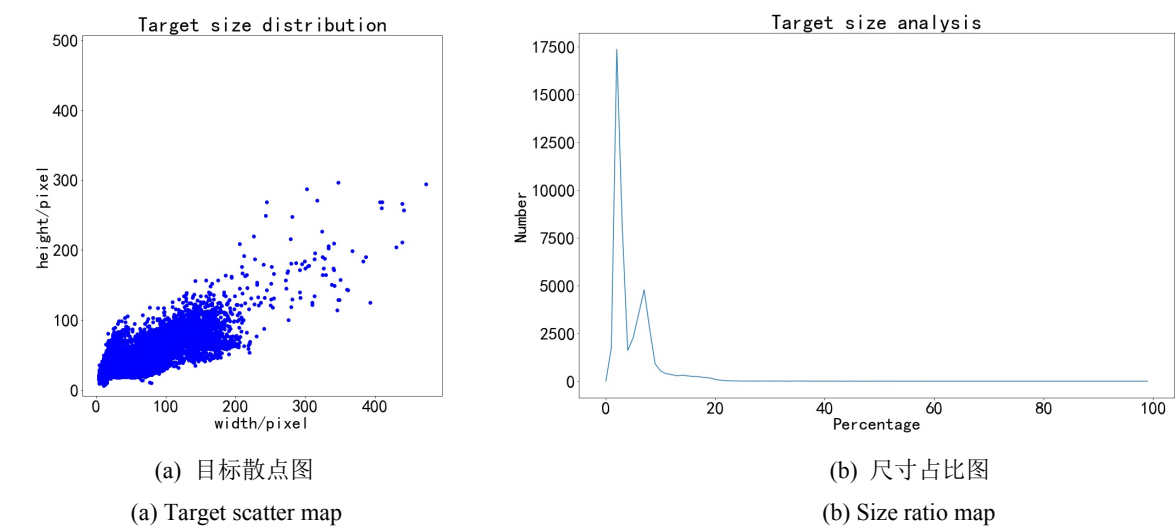 Target size distribution
500
400
300
200
100
0
height/pixel
0 100 200 300 400
width/pixel
(a) 目标散点图
(a) Target scatter map
Target size analysis
17500
15000
12500
10000
7500
5000
2500
0
Number
0 20 40 60 80 100
Percentage
(b) 尺寸占比图
(b) Size ratio map